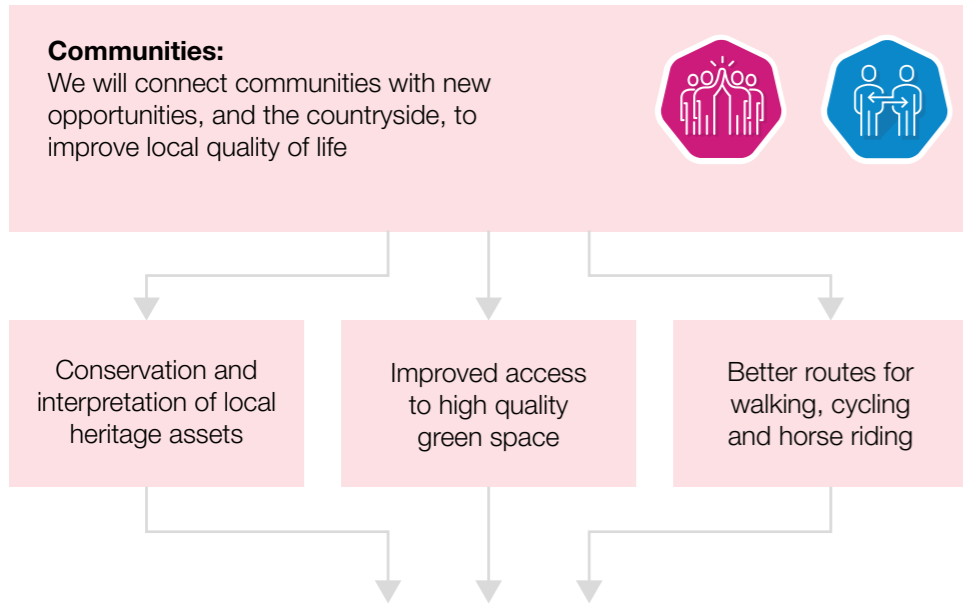 Communities:
We will connect communities with new
opportunities, and the countryside, to
improve local quality of life
Conservation and
interpretation of local
heritage assets
Improved access
to high quality
green space
Better routes for
walking, cycling
and horse riding